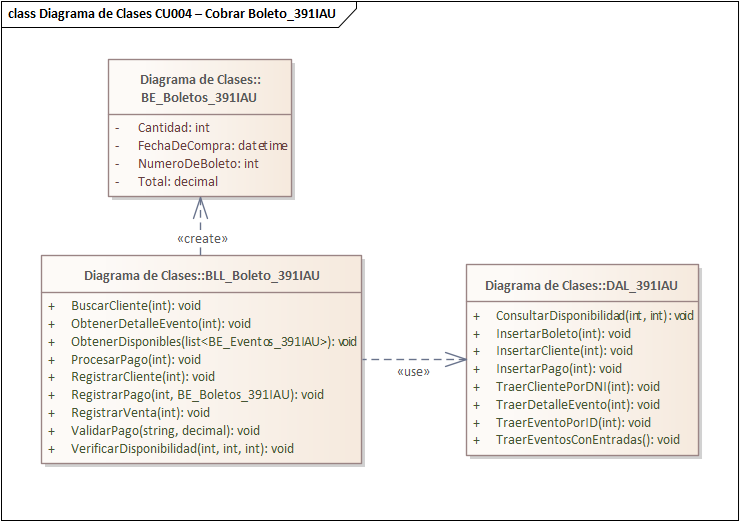 class Diagrama de Clases CU004 – Cobrar Boleto_391IAU
Diagrama de Clases::
BE_Boletos_391IAU
- Cantidad: int
- FechaDeCompra: datetime
- NumeroDeBoleto: int
- Total: decimal
«create»
Diagrama de Clases::BLL_Boleto_391IAU
+ BuscarCliente(int): void
+ ObtenerDetalleEvento(int): void
+ ObtenerDisponibles(list<BE_Eventos_391IAU>): void
+ ProcesarPago(int): void
+ RegistrarCliente(int): void
+ RegistrarPago(int, BE_Boletos_391IAU): void
+ RegistrarVenta(int): void
+ ValidarPago(string, decimal): void
+ VerificarDisponibilidad(int, int, int): void
«use»
Diagrama de Clases::DAL_391IAU
+ ConsultarDisponibilidad(int, int): void
+ InsertarBoleto(int): void
+ InsertarCliente(int): void
+ InsertarPago(int): void
+ TraerClientePorDNI(int): void
+ TraerDetalleEvento(int): void
+ TraerEventoPorID(int): void
+ TraerEventosConEntradas(): void